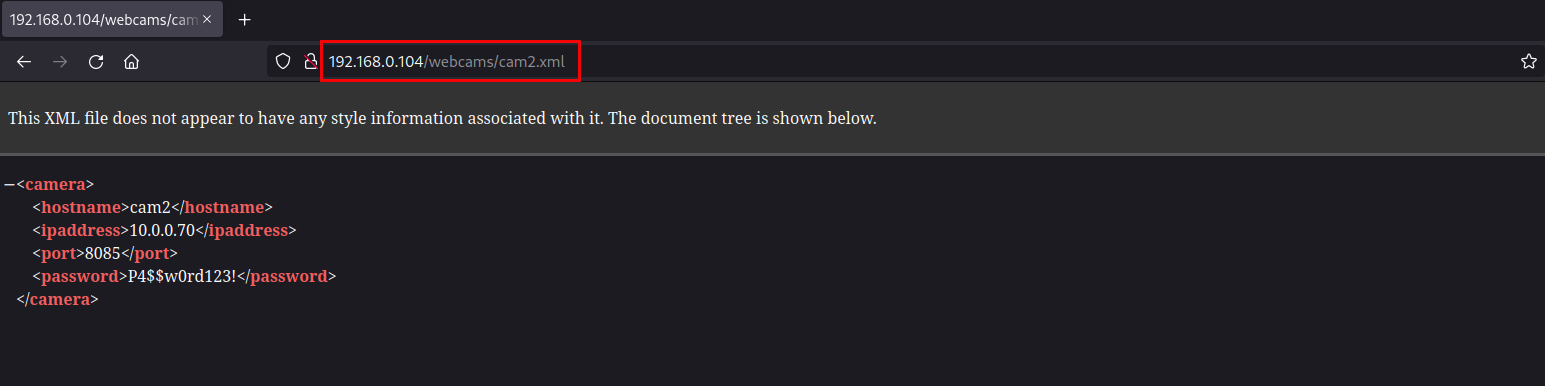 192.168.0.104/webcams/cam
192.168.0.104/webcams/cam2.xml
This XML file does not appear to have any style information associated with it. The document tree is shown below.
−<camera>
<hostname>cam2</hostname>
<ipaddress>10.0.0.70</ipaddress>
<port>8085</port>
<password>P4$$w0rd123!</password>
</camera>